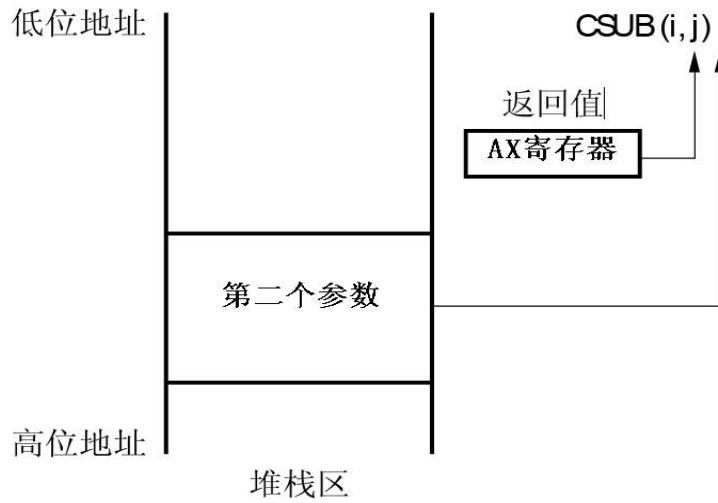 低位地址
CSUB(i,j)
返回值
AX寄存器
第二个参数
高位地址
堆栈区